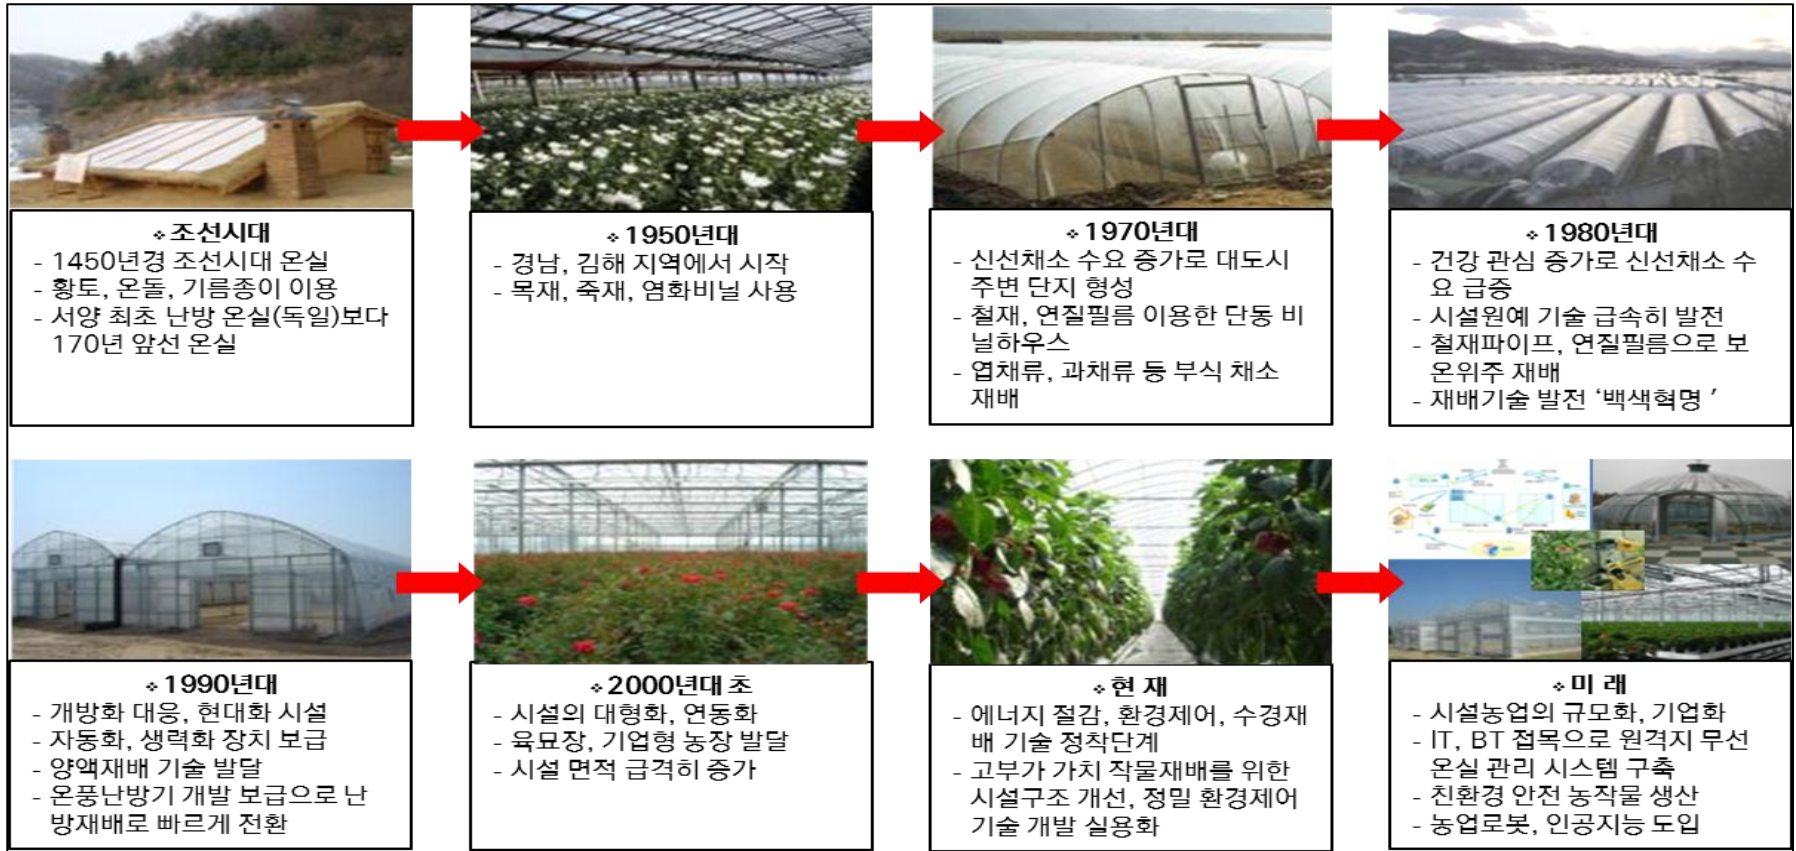 ❖조선시대
- 1450년경 조선시대 온실
- 황토, 온돌, 기름종이 이용
- 서양 최초 난방 온실(독일)보다
170년 앞선 온실
❖1950년대
- 경남, 김해 지역에서 시작
- 목재, 죽재, 염화비닐 사용
❖1970년대
- 신선채소 수요 증가로 대도시
주변 단지 형성
- 철재, 연질필름 이용한 단동 비
닐하우스
- 엽채류, 과채류 등 부식 채소
재배
❖1980년대
- 건강 관심 증가로 신선채소 수
요 급증
- 시설원예 기술 급속히 발전
- 철재파이프, 연질필름으로 보
온위주 재배
- 재배기술 발전 ‘백색혁명 ′
❖1990년대
- 개방화 대응, 현대화 시설
- 자동화, 생력화 장치 보급
- 양액재배 기술 발달
- 온풍난방기 개발 보급으로 난
방재배로 빠르게 전환
❖2000년대 초
- 시설의 대형화, 연동화
- 육묘장, 기업형 농장 발달
- 시설 면적 급격히 증가
❖현 재
- 에너지 절감, 환경제어, 수경재
배 기술 정착단계
- 고부가 가치 작물재배를 위한
시설구조 개선, 정밀 환경제어
기술 개발 실용화
❖미 래
- 시설농업의 규모화, 기업화
- IT, BT 접목으로 원격지 무선
온실 관리 시스템 구축
- 친환경 안전 농작물 생산
- 농업로봇, 인공지능 도입